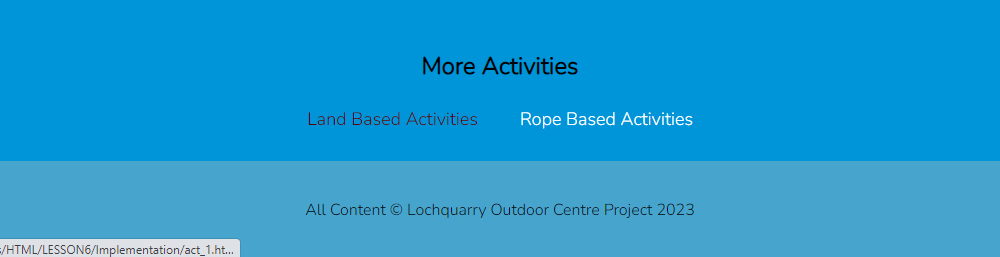 More Activities
Land Based Activities Rope Based Activities
All Content © Lochquarry Outdoor Centre Project 2023
s/HTML/LESSON6/Implementation/act_1.ht...